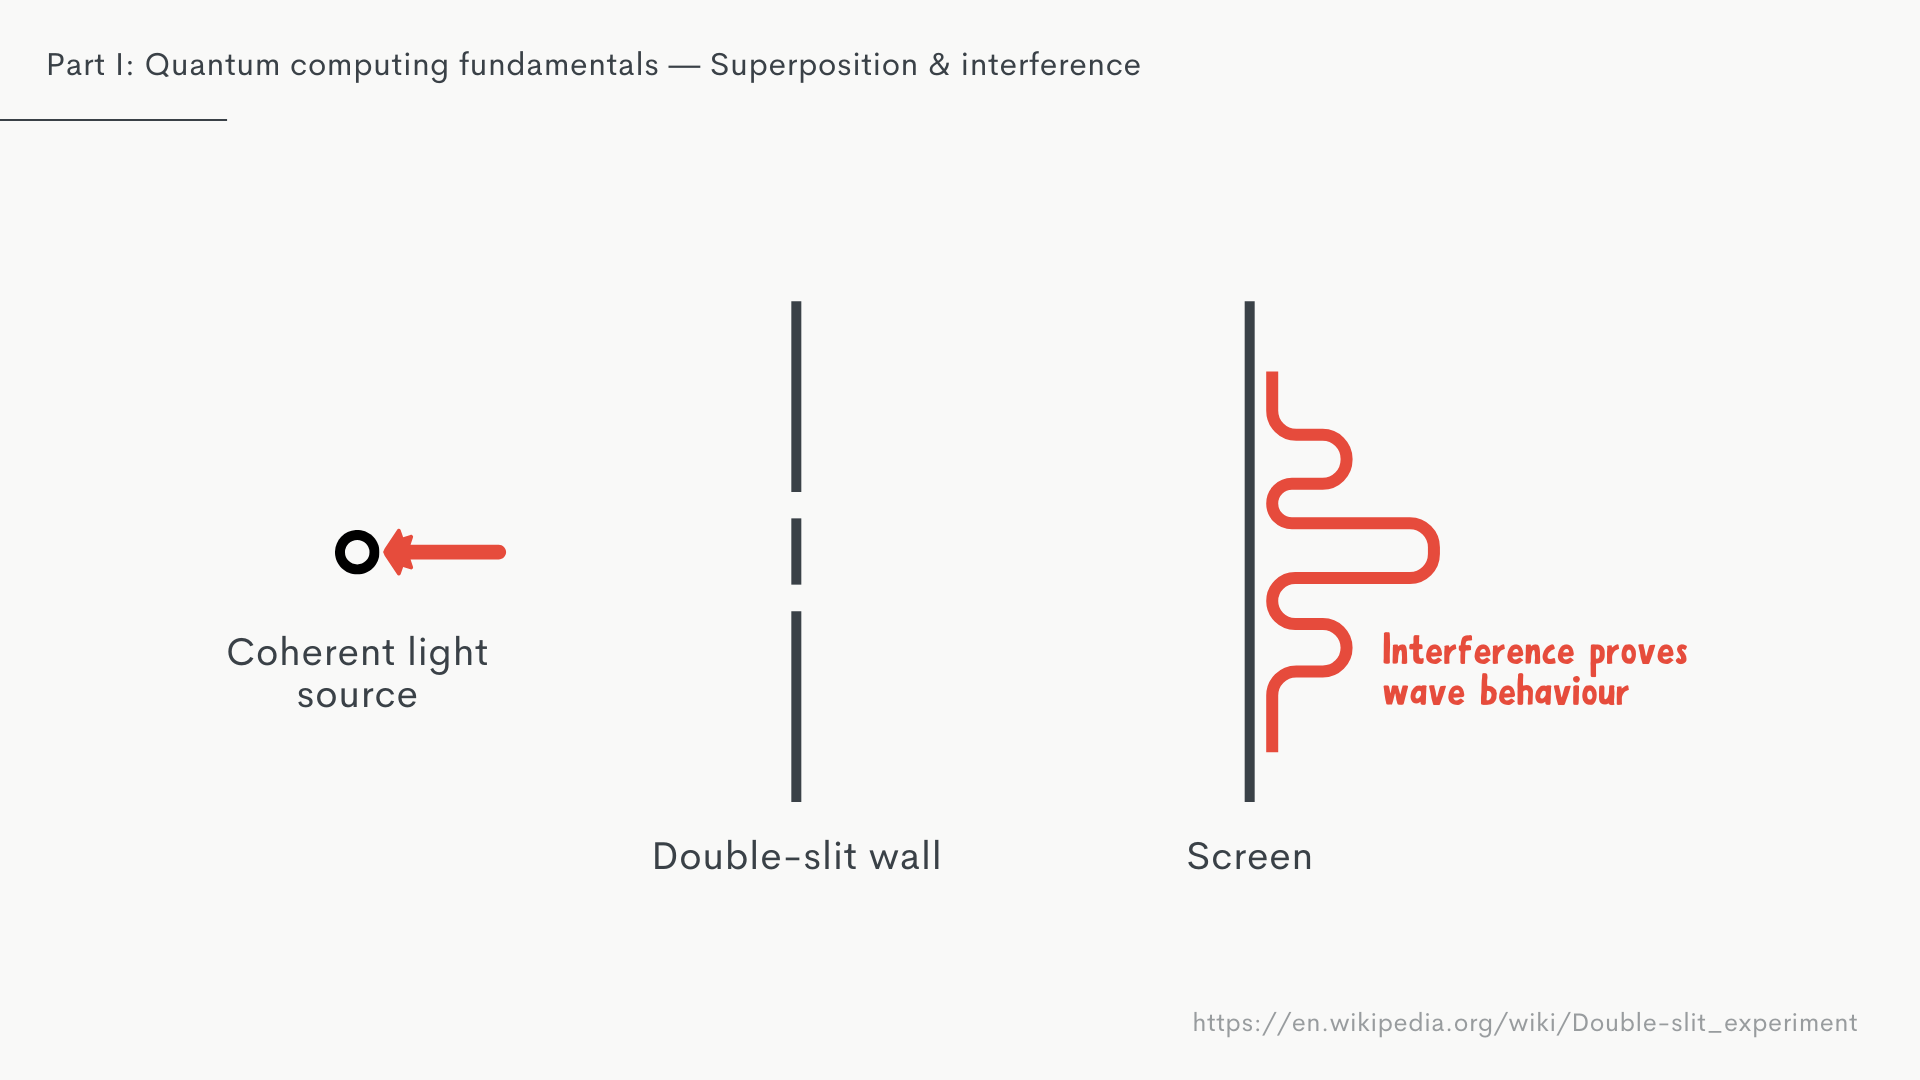 Part I: Quantum computing fundamentals — Superposition & interference
Coherent light
source
Interference proves
wave behaviour
Double-slit wall
Screen
https://en.wikipedia.org/wiki/Double-slit_experiment